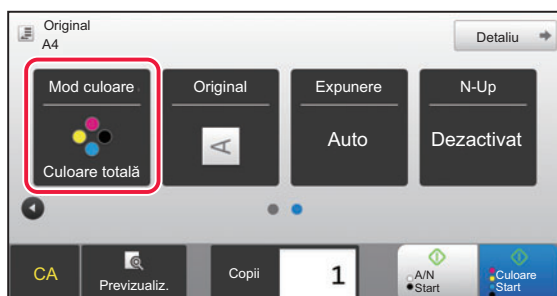 Original
A4
Detaliu
Mod culoare
Original
Expunere
N-Up
A
Auto
Dezactivat
Culoare totală
CA
Previzualiz.
Copii
1
A/N
Start
Culoare
Start